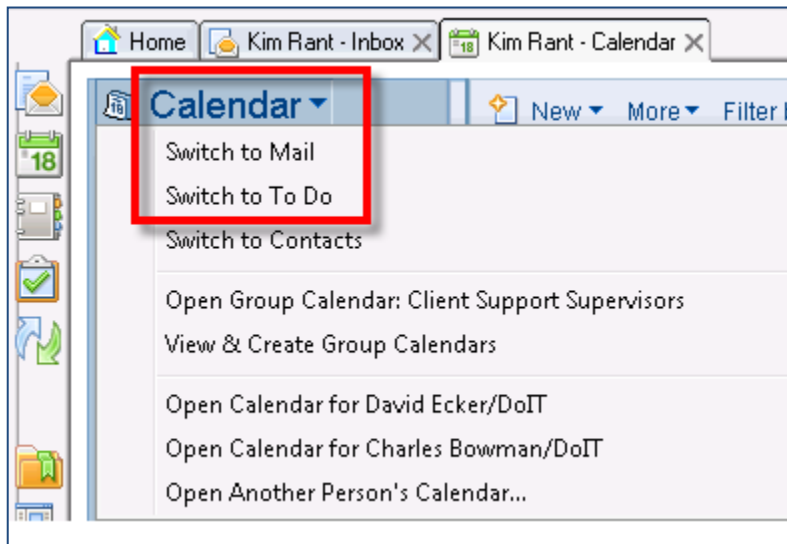 Home Kim Rant - Inbox Kim Rant - Calendar
16 Calendar New More Filter
18
Switch to Mail
Switch to To Do
Switch to Contacts
Open Group Calendar: Client Support Supervisors
View & Create Group Calendars
Open Calendar for David Ecker/DoIT
Open Calendar for Charles Bowman/DoIT
Open Another Person's Calendar...